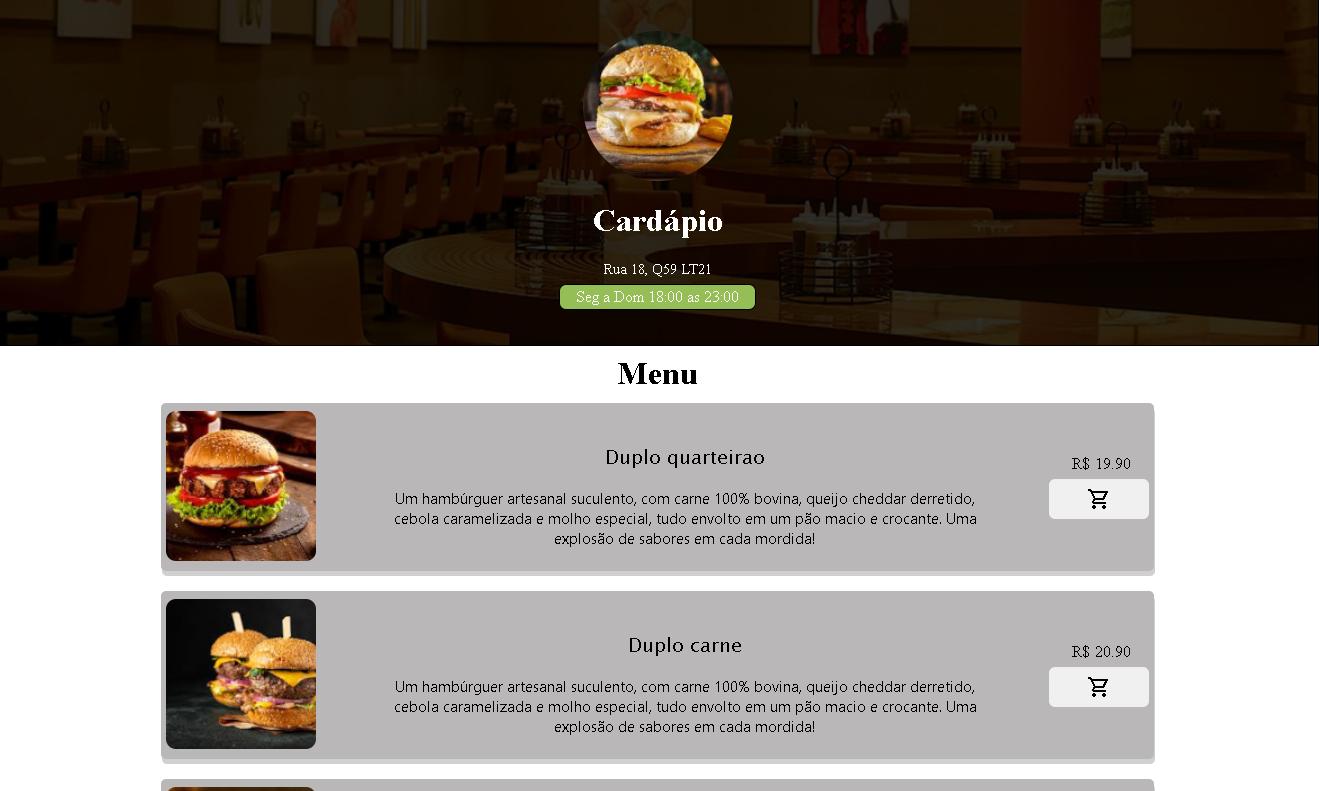 Cardápio
Rua 18, Q59 LT21
Seg a Dom 18:00 as 23:00
Menu
Duplo quarteirao
Um hambúrguer artesanal suculento, com carne 100% bovina, queijo cheddar derretido,
cebola caramelizada e molho especial, tudo envolto em um pão macio e crocante. Uma
explosão de sabores em cada mordida!
R$ 19.90
Duplo carne
Um hambúrguer artesanal suculento, com carne 100% bovina, queijo cheddar derretido,
cebola caramelizada e molho especial, tudo envolto em um pão macio e crocante. Uma
explosão de sabores em cada mordida!
R$ 20.90